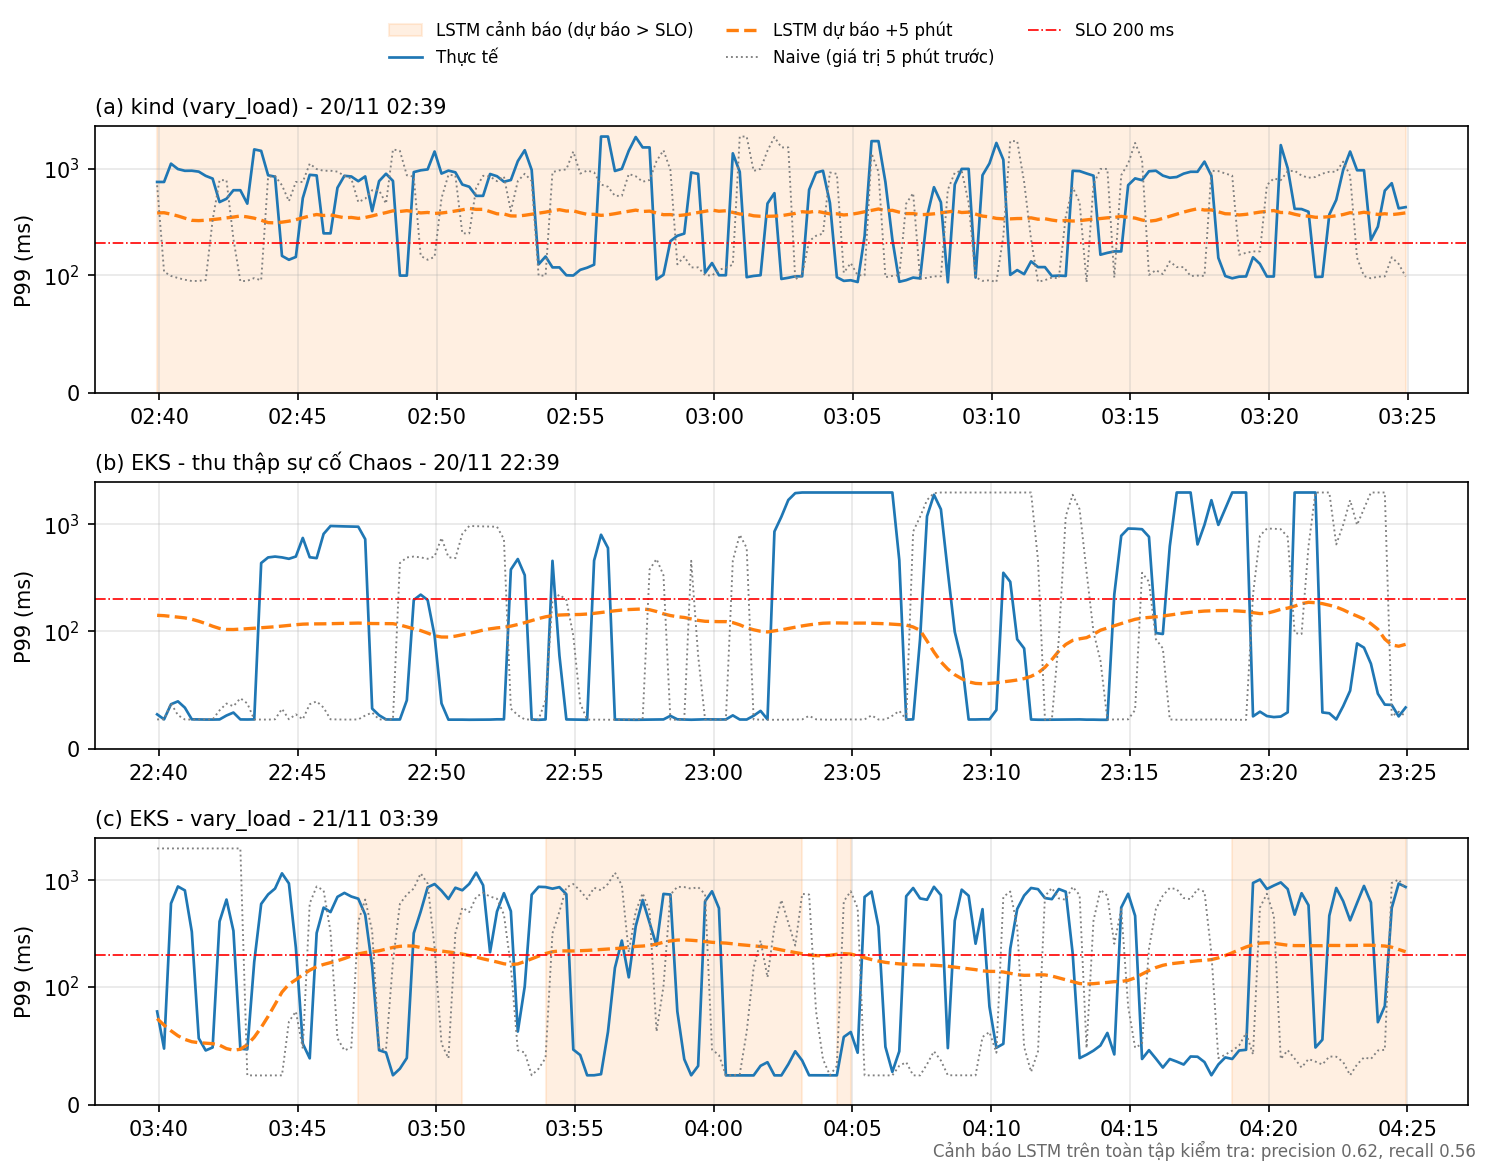 LSTM cảnh báo (dự báo > SLO)
Thực tế
LSTM dự báo +5 phút
Naive (giá trị 5 phút trước)
SLO 200 ms
(a) kind (vary_load) - 20/11 02:39
P99 (ms)
10³
10²
0
02:40 02:45 02:50 02:55 03:00 03:05 03:10 03:15 03:20 03:25
(b) EKS - thu thập sự cố Chaos - 20/11 22:39
P99 (ms)
10³
10²
0
22:40 22:45 22:50 22:55 23:00 23:05 23:10 23:15 23:20 23:25
(c) EKS - vary_load - 21/11 03:39
P99 (ms)
10³
10²
0
03:40 03:45 03:50 03:55 04:00 04:05 04:10 04:15 04:20 04:25
Cảnh báo LSTM trên toàn tập kiểm tra: precision 0.62, recall 0.56